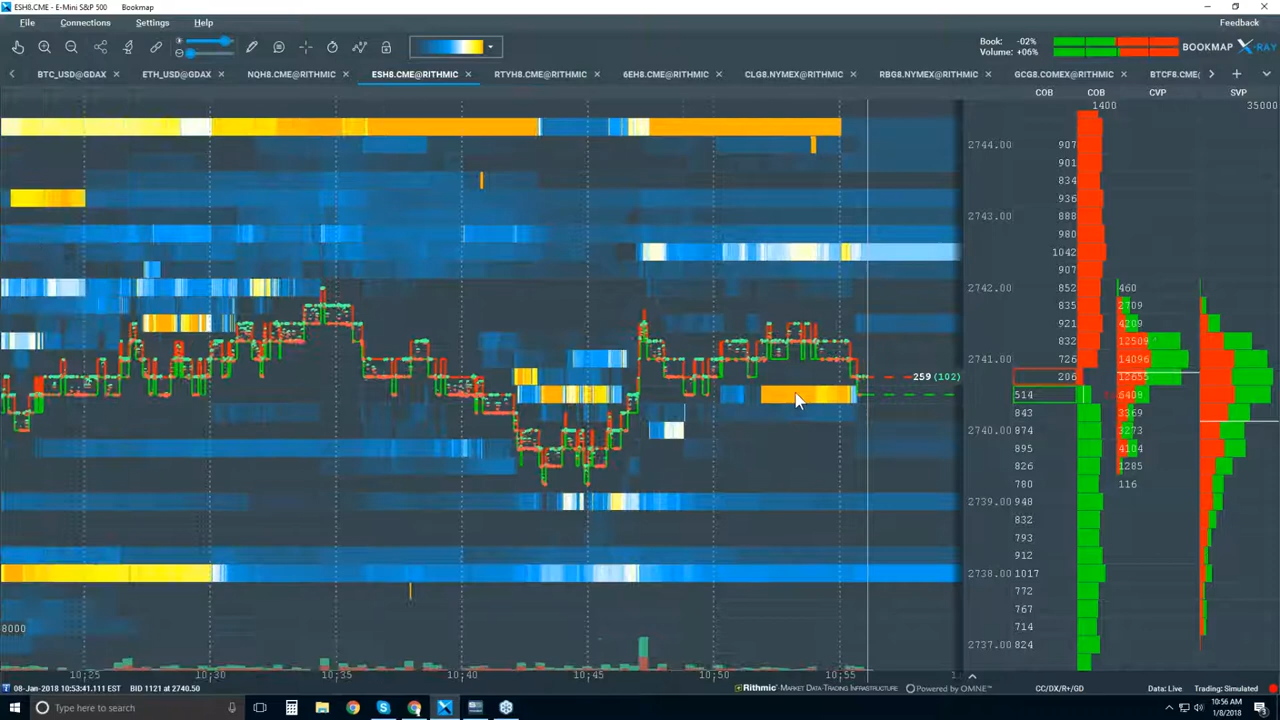 ESH8.CME - E-Mini S&P 500 Bookmap
File Connections Settings Help Feedback
Book: -02%
Volume: +06%
BOOKMAP X-RAY
BTC_USD@GDAX ETH_USD@GDAX NQH8.CME@RITHMIC ESH8.CME@RITHMIC RTYH8.CME@RITHMIC 6EH8.CME@RITHMIC CLG8.NYMEX@RITHMIC RBG8.NYMEX@RITHMIC GCG8.COMEX@RITHMIC BTCF8.CME@
COB COB CVP SVP
1400 35000
2744.00 907
901
834
936
2743.00 888
980
1042
907
2742.00 852 460
835 2709
921 4209
832 12509
2741.00 726 14096
259 (102) 206 12655
514 6408
843 3369
2740.00 874 3273
895 4104
826 1285
780 116
2739.00 948
832
793
912
2738.00 1017
772
767
8000 714
2737.00 824
10:25 10:30 10:35 10:40 10:45 10:50 10:55
08-Jan-2018 10:53:41.111 EST BID 1121 at 2740.50 Rithmic-MARKET DATA-TRADING INFRASTRUCTURE Powered by OMNE™ CC/DX/R+/GD Data: Live Trading: Simulated
Type here to search
10:56 AM
1/8/2018
3